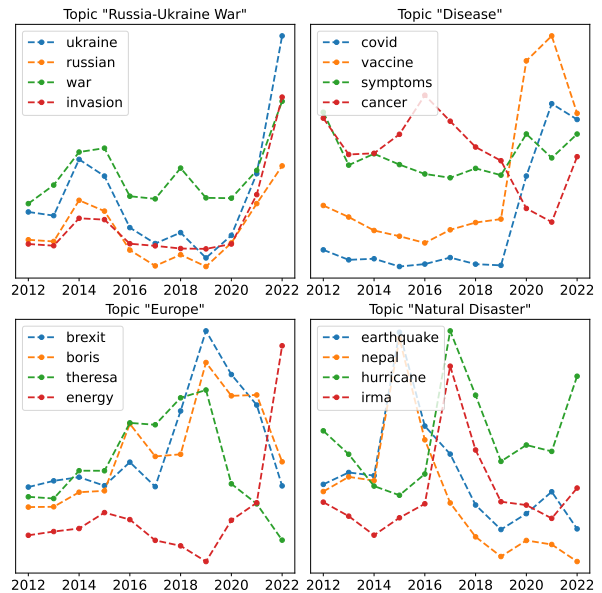 Topic "Russia-Ukraine War"
ukraine
russian
war
invasion
2012 2014 2016 2018 2020 2022
Topic "Disease"
covid
vaccine
symptoms
cancer
2012 2014 2016 2018 2020 2022
Topic "Europe"
brexit
boris
theresa
energy
2012 2014 2016 2018 2020 2022
Topic "Natural Disaster"
earthquake
nepal
hurricane
irma
2012 2014 2016 2018 2020 2022